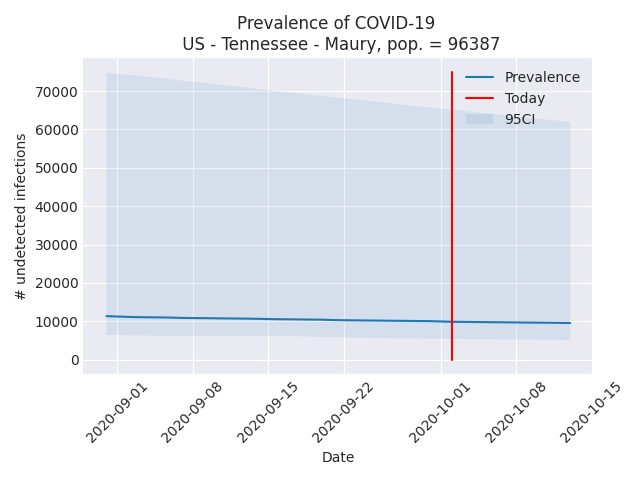 Prevalence of COVID-19
US - Tennessee - Maury, pop. = 96387
Prevalence
Today
95CI
# undetected infections
70000
60000
50000
40000
30000
20000
10000
0
2020-09-01
2020-09-08
2020-09-15
2020-09-22
2020-10-01
2020-10-08
2020-10-15
Date